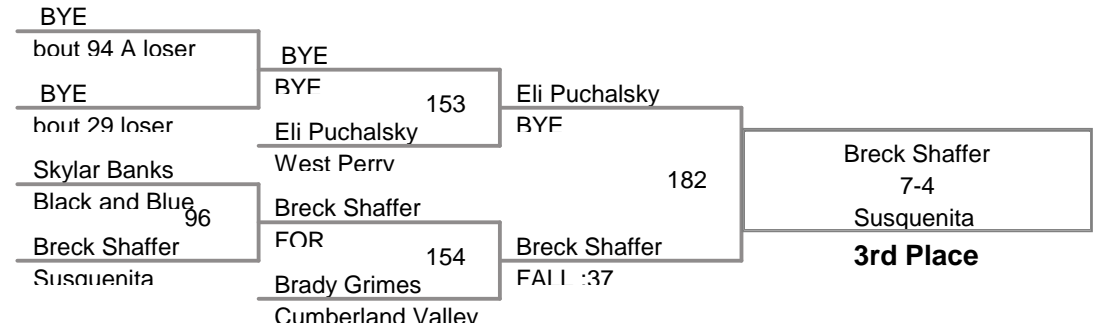 BYE
bout 94 A loser
BYE
bout 29 loser
Skylar Banks
Black and Blue
96
Breck Shaffer
Susquenita
BYE
BYE
153
Eli Puchalsky
West Perry
Breck Shaffer
FOR
154
Brady Grimes
Cumberland Valley
Eli Puchalsky
BYE
182
Breck Shaffer
FALL :37
Breck Shaffer
7-4
Susquenita
3rd Place